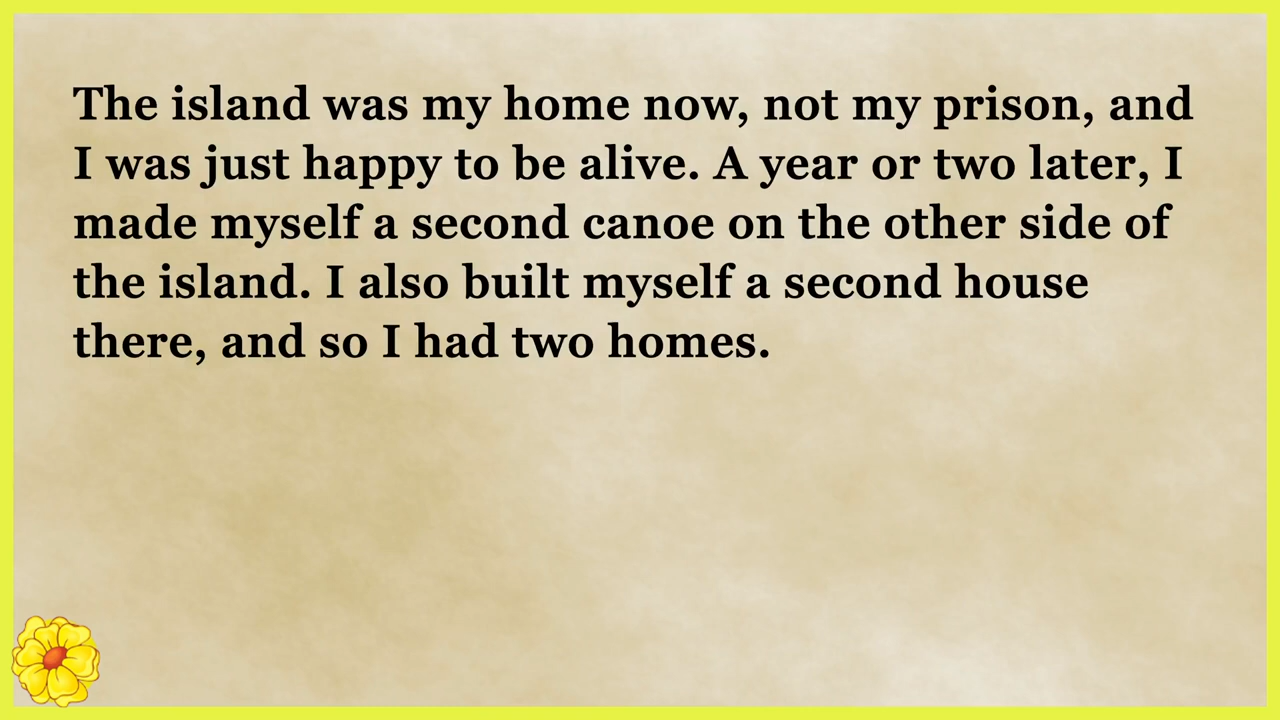 The island was my home now, not my prison, and
I was just happy to be alive. A year or two later, I
made myself a second canoe on the other side of
the island. I also built myself a second house
there, and so I had two homes.